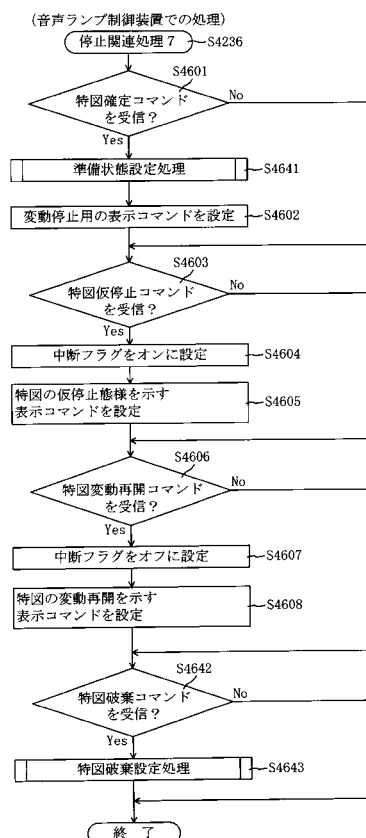 (音声ランプ制御装置での処理)
停止関連処理7
S4236
S4601
特図確定コマンド
を受信?
No
Yes
準備状態設定処理
S4641
変動停止用の表示コマンドを設定
S4602
S4603
特図仮停止コマンド
を受信?
No
Yes
中断フラグをオンに設定
S4604
特図の仮停止態様を示す
表示コマンドを設定
S4605
S4606
特図変動再開コマンド
を受信?
No
Yes
中断フラグをオフに設定
S4607
特図の変動再開を示す
表示コマンドを設定
S4608
S4642
特図破棄コマンド
を受信?
No
Yes
特図破棄設定処理
S4643
終 了